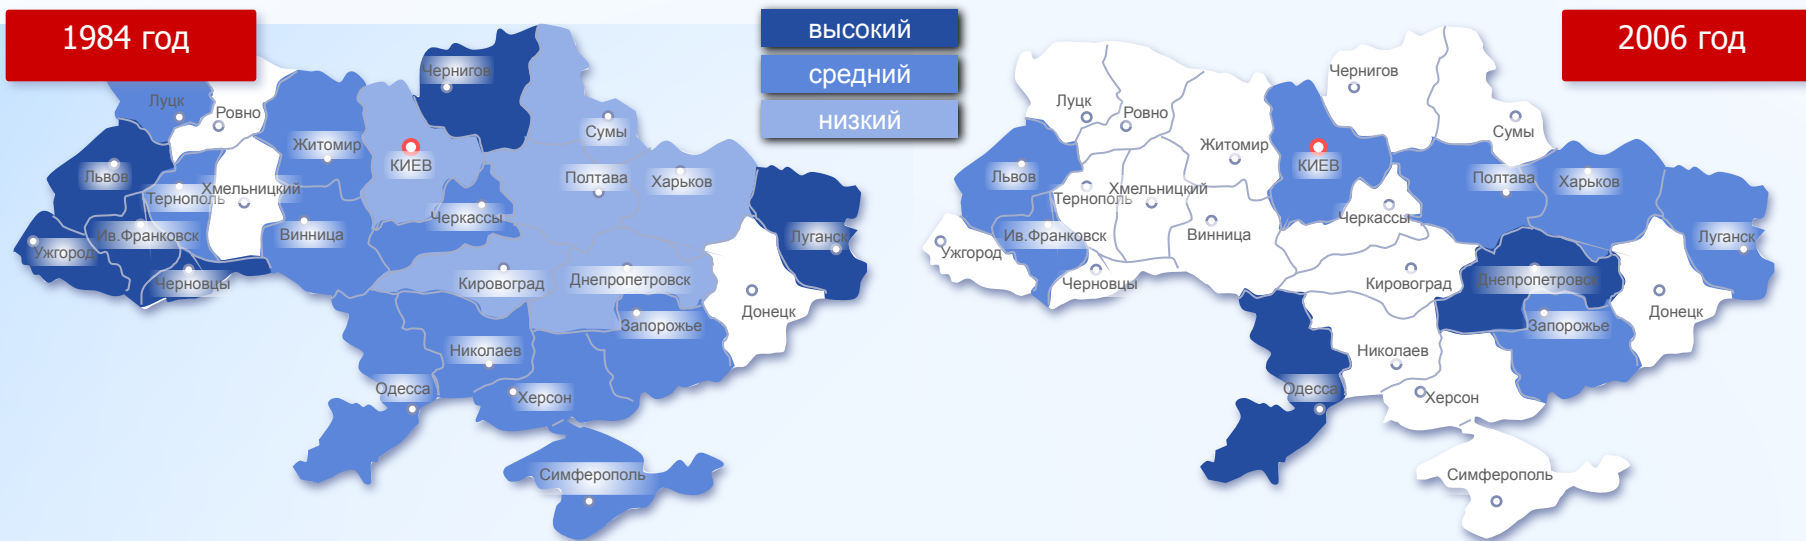 1984 год
высокий
средний
низкий
2006 год
Чернигов
Луцк
Ровно
Сумы
Житомир
КИЕВ
Львов
Полтава
Харьков
Тернополь
Хмельницкий
Черкассы
Ив.Франковск
Винница
Луганск
Ужгород
Черновцы
Кировоград
Днепропетровск
Донецк
Запорожье
Николаев
Одесса
Херсон
Симферополь
Чернигов
Луцк
Ровно
Сумы
Житомир
КИЕВ
Львов
Полтава
Харьков
Тернополь
Хмельницкий
Черкассы
Ив.Франковск
Винница
Луганск
Ужгород
Черновцы
Кировоград
Днепропетровск
Донецк
Запорожье
Николаев
Одесса
Херсон
Симферополь